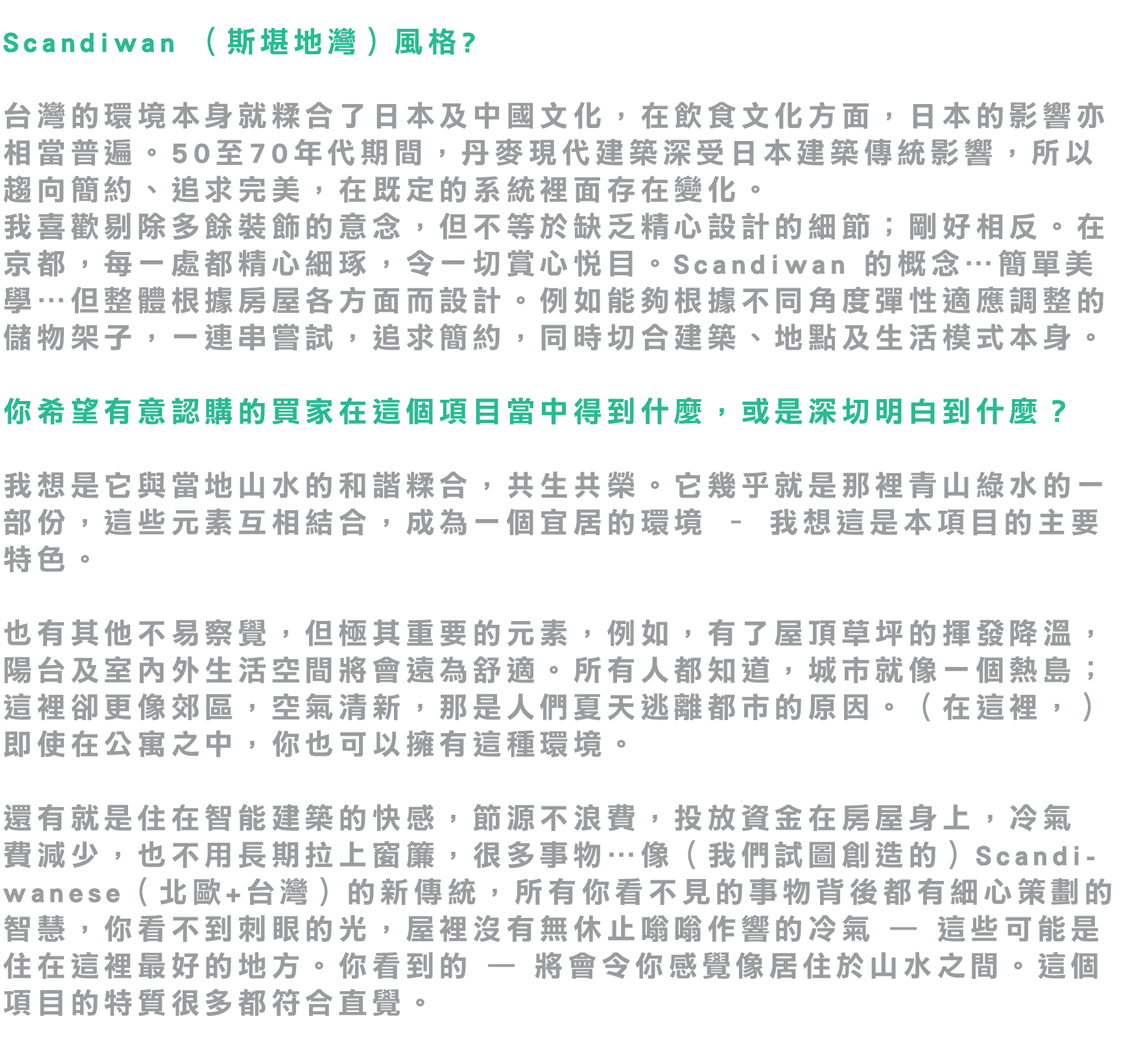 Scandiwan （斯堪地灣）風格?
台灣的環境本身就糅合了日本及中國文化，在飲食文化方面，日本的影響亦
相當普遍。50至70年代期間，丹麥現代建築深受日本建築傳統影響，所以
趨向簡約、追求完美，在既定的系統裡面存在變化。
我喜歡剔除多餘裝飾的意念，但不等於缺乏精心設計的細節；剛好相反。在
京都，每一處都精心細琢，令一切賞心悦目。Scandiwan 的概念…簡單美
學…但整體根據房屋各方面而設計。例如能夠根據不同角度彈性適應調整的
儲物架子，一連串嘗試，追求簡約，同時切合建築、地點及生活模式本身。
你希望有意認購的買家在這個項目當中得到什麼，或是深切明白到什麼？
我想是它與當地山水的和諧糅合，共生共榮。它幾乎就是那裡青山綠水的一
部份，這些元素互相結合，成為一個宜居的環境 － 我想這是本項目的主要
特色。
也有其他不易察覺，但極其重要的元素，例如，有了屋頂草坪的揮發降溫，
陽台及室內外生活空間將會遠為舒適。所有人都知道，城市就像一個熱島；
這裡卻更像郊區，空氣清新，那是人們夏天逃離都市的原因。（在這裡，）
即使在公寓之中，你也可以擁有這種環境。
還有就是住在智能建築的快感，節源不浪費，投放資金在房屋身上，冷氣
費減少，也不用長期拉上窗簾，很多事物…像（我們試圖創造的）Scandi-
wanese（北歐+台灣）的新傳統，所有你看不見的事物背後都有細心策劃的
智慧，你看不到刺眼的光，屋裡沒有無休止嗡嗡作響的冷氣 — 這些可能是
住在這裡最好的地方。你看到的 — 將會令你感覺像居住於山水之間。這個
項目的特質很多都符合直覺。